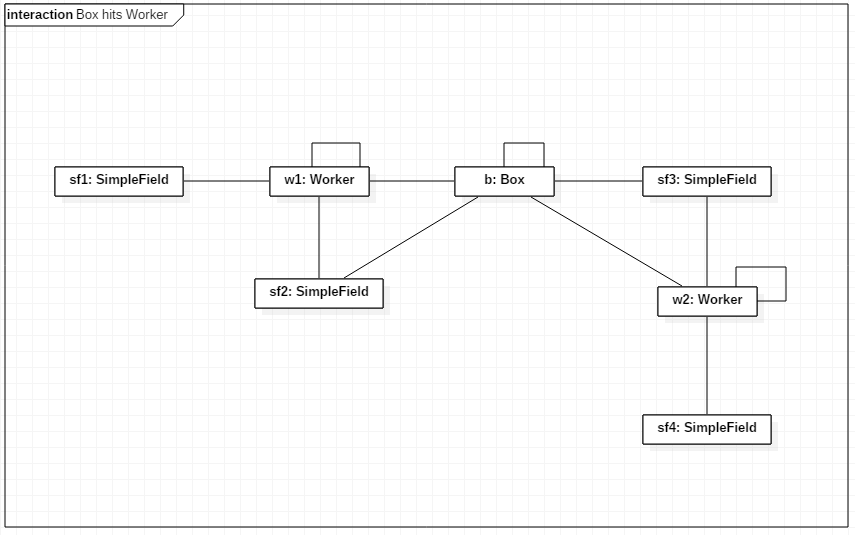 interaction Box hits Worker
sf1: SimpleField
w1: Worker
b: Box
sf3: SimpleField
sf2: SimpleField
w2: Worker
sf4: SimpleField